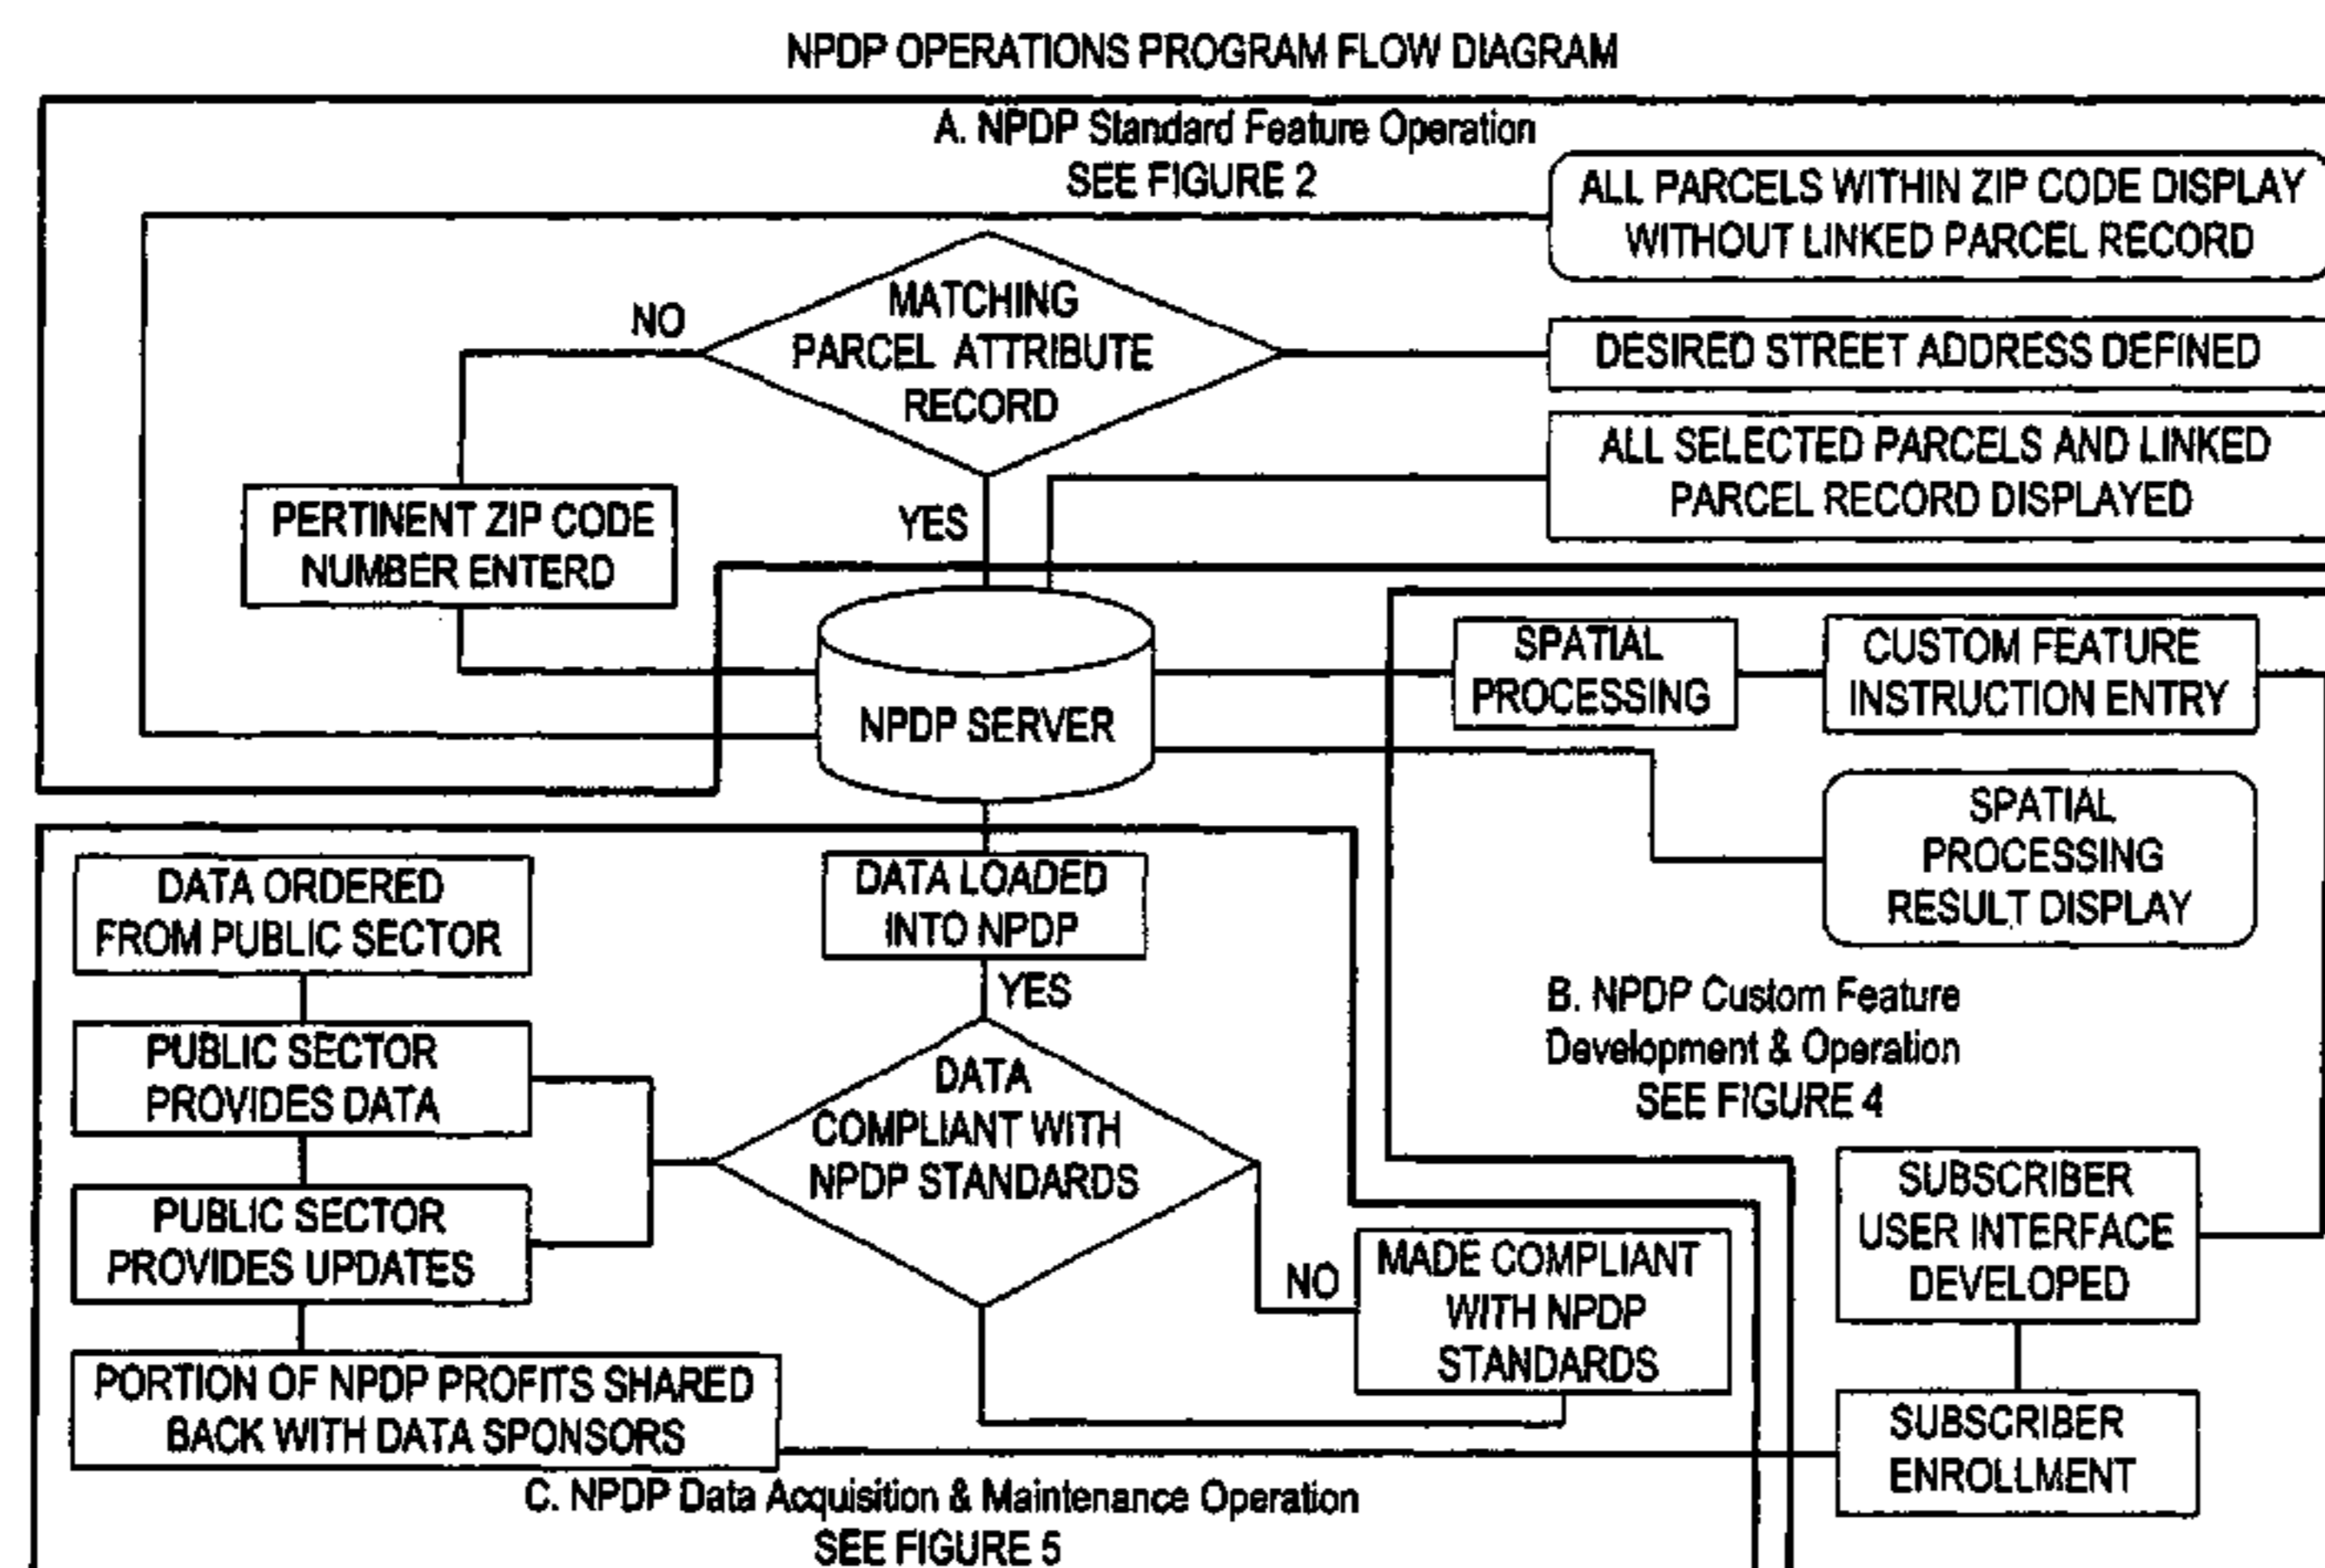 NPDP OPERATIONS PROGRAM FLOW DIAGRAM
A. NPDP Standard Feature Operation
SEE FIGURE 2
ALL PARCELS WITHIN ZIP CODE DISPLAY
WITHOUT LINKED PARCEL RECORD
MATCHING
PARCEL ATTRIBUTE
RECORD
NO
DESIRED STREET ADDRESS DEFINED
ALL SELECTED PARCELS AND LINKED
PARCEL RECORD DISPLAYED
YES
PERTINENT ZIP CODE
NUMBER ENTERD
NPDP SERVER
SPATIAL
PROCESSING
CUSTOM FEATURE
INSTRUCTION ENTRY
SPATIAL
PROCESSING
RESULT DISPLAY
DATA ORDERED
FROM PUBLIC SECTOR
DATA LOADED
INTO NPDP
YES
PUBLIC SECTOR
PROVIDES DATA
DATA
COMPLIANT WITH
NPDP STANDARDS
B. NPDP Custom Feature
Development & Operation
SEE FIGURE 4
PUBLIC SECTOR
PROVIDES UPDATES
NO
MADE COMPLIANT
WITH NPDP
STANDARDS
SUBSCRIBER
USER INTERFACE
DEVELOPED
PORTION OF NPDP PROFITS SHARED
BACK WITH DATA SPONSORS
SUBSCRIBER
ENROLLMENT
C. NPDP Data Acquisition & Maintenance Operation
SEE FIGURE 5